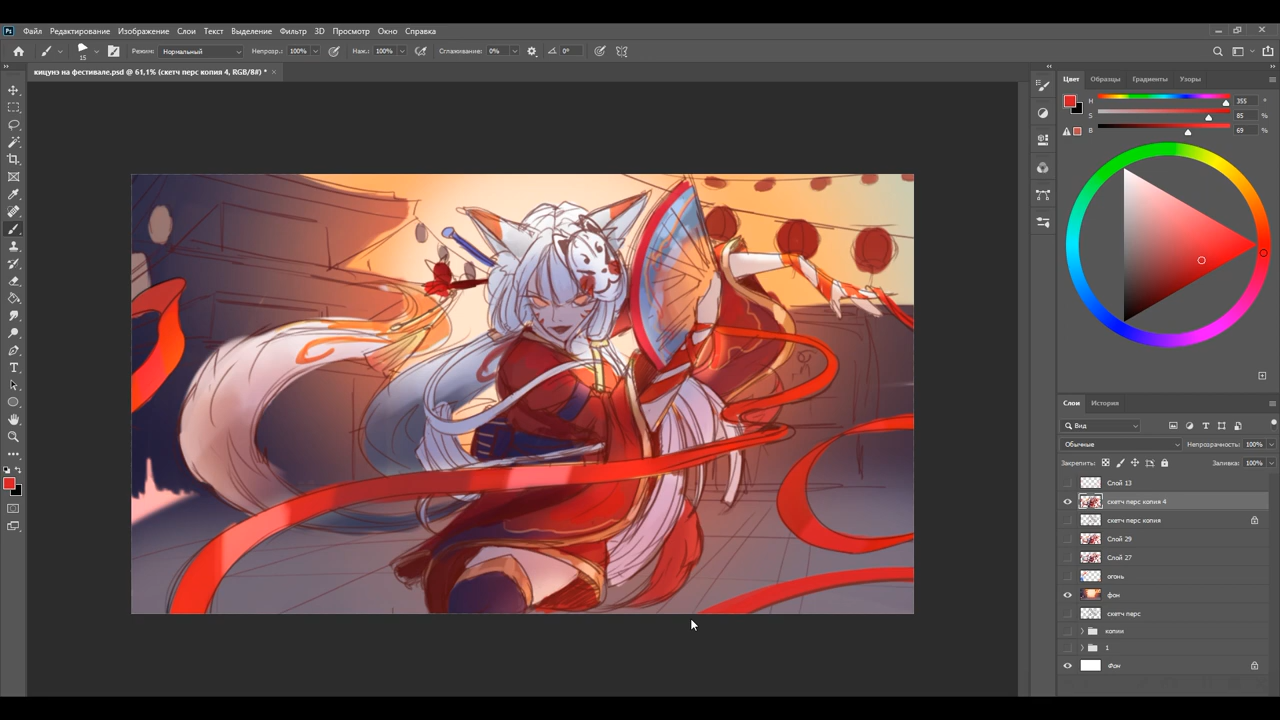 Ps Файл Редактирование Изображение Слои Текст Выделение Фильтр 3D Просмотр Окно Справка
15 Режим: Нормальный Непрозр.: 100% Наж.: 100% Сглаживание: 0% 0°
кицунэ на фестивале.psd @ 61,1% (скетч перс копия 4, RGB/8#) * ×
Цвет Образцы Градиенты Узоры
H 355 °
S 85 %
B 69 %
Слои История
Вид
Обычные Непрозрачность: 100%
Закрепить: Заливка: 100%
Слой 13
скетч перс копия 4
скетч перс копия
Слой 29
Слой 27
огонь
фон
скетч перс
копии
1
Фон